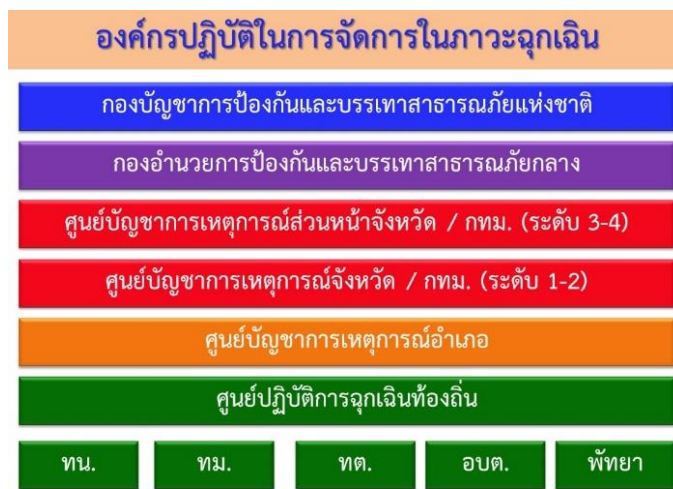 องค์กรปฏิบัติในการจัดการในภาวะฉุกเฉิน
กองบัญชาการป้องกันและบรรเทาสาธารณภัยแห่งชาติ
กองอำนวยการป้องกันและบรรเทาสาธารณภัยกลาง
ศูนย์บัญชาการเหตุการณ์ส่วนหน้าจังหวัด / กทม. (ระดับ 3-4)
ศูนย์บัญชาการเหตุการณ์จังหวัด / กทม. (ระดับ 1-2)
ศูนย์บัญชาการเหตุการณ์อำเภอ
ศูนย์ปฏิบัติการฉุกเฉินท้องถิ่น
ทน. ทม. ทต. อบต. พัทยา